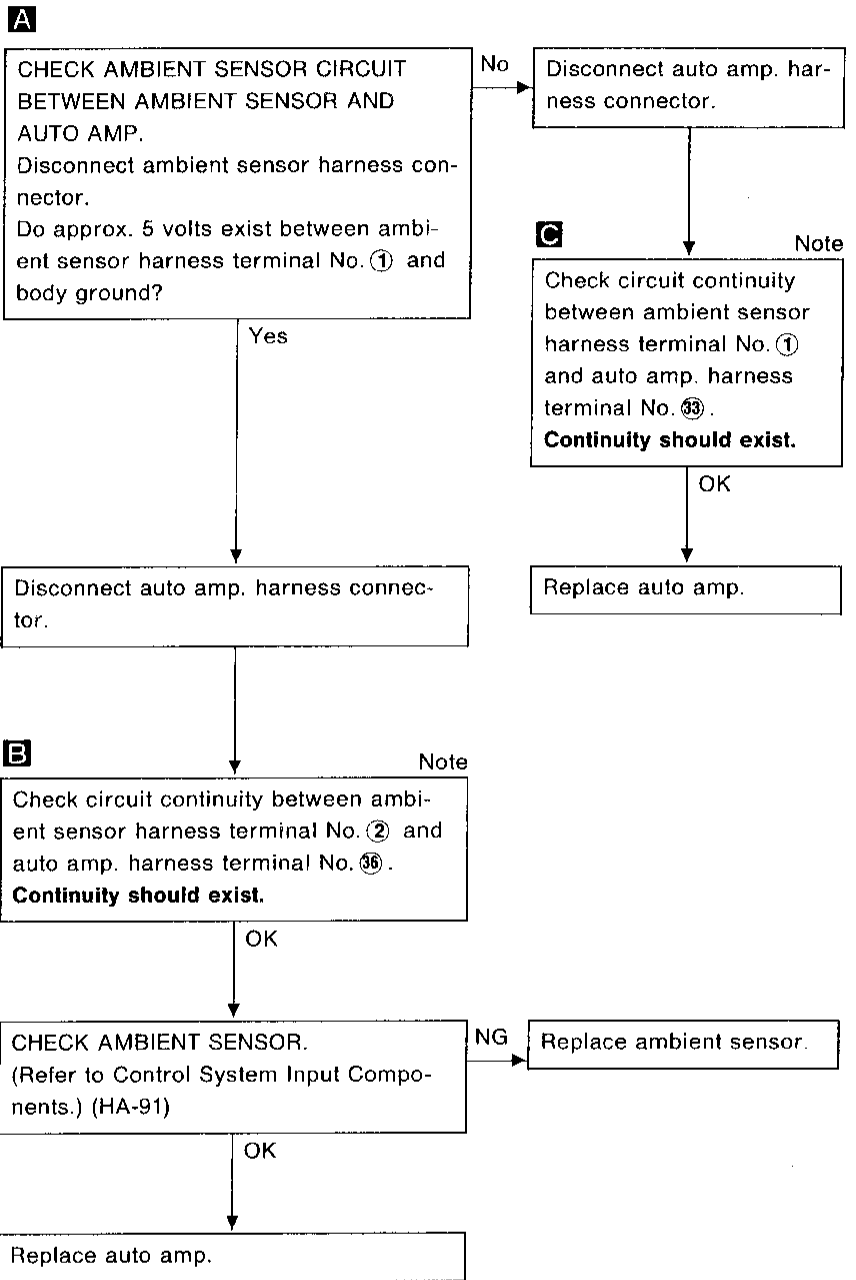 A
CHECK AMBIENT SENSOR CIRCUIT
BETWEEN AMBIENT SENSOR AND
AUTO AMP.
Disconnect ambient sensor harness con-
nector.
Do approx. 5 volts exist between ambi-
ent sensor harness terminal No. ① and
body ground?
No
Disconnect auto amp. har-
ness connector.
Yes
C
Note
Check circuit continuity
between ambient sensor
harness terminal No. ①
and auto amp. harness
terminal No. ㉝.
Continuity should exist.
OK
Replace auto amp.
Disconnect auto amp. harness connec-
tor.
B
Note
Check circuit continuity between ambi-
ent sensor harness terminal No. ② and
auto amp. harness terminal No. ㊱.
Continuity should exist.
OK
CHECK AMBIENT SENSOR.
(Refer to Control System Input Compo-
nents.) (HA-91)
NG
Replace ambient sensor.
OK
Replace auto amp.